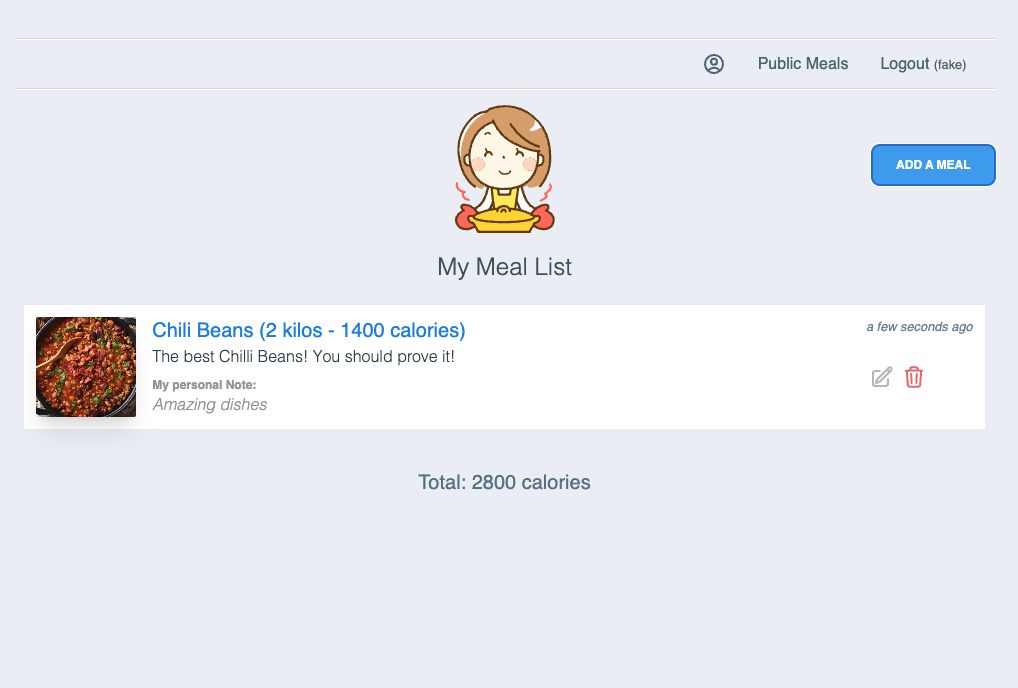 Public Meals
Logout (fake)
ADD A MEAL
My Meal List
Chili Beans (2 kilos - 1400 calories)
a few seconds ago
The best Chilli Beans! You should prove it!
My personal Note:
Amazing dishes
Total: 2800 calories